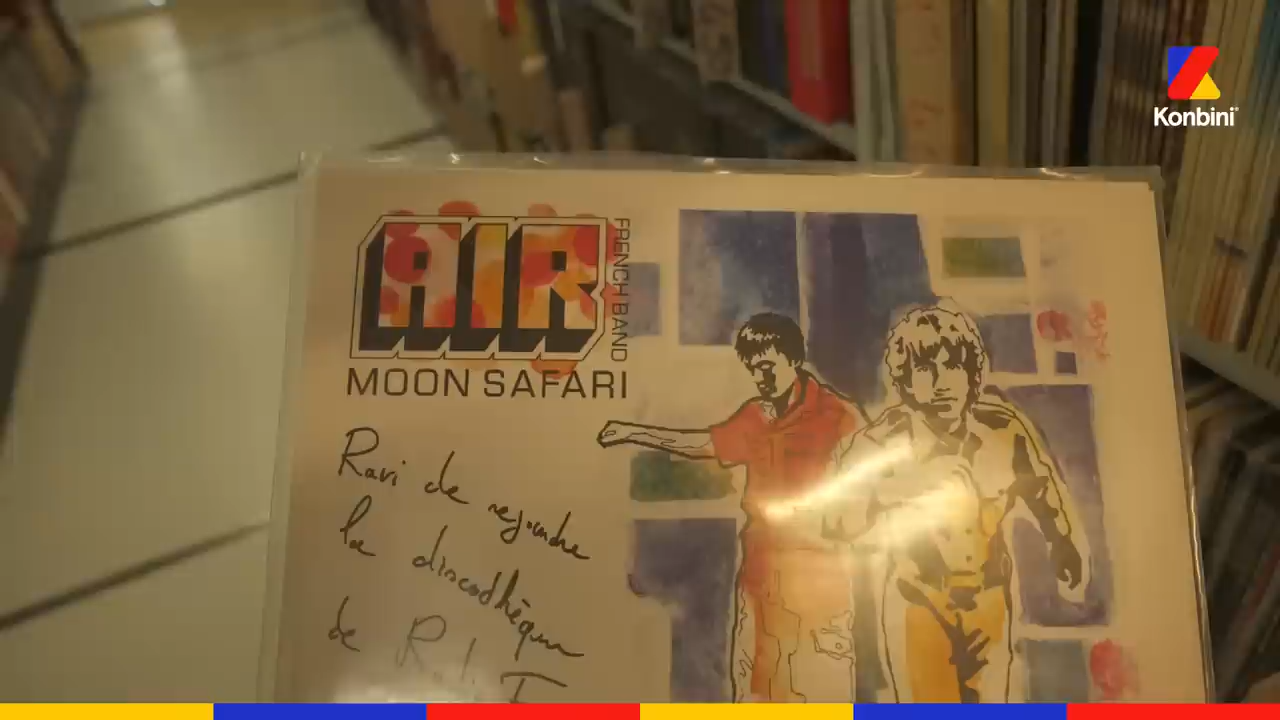 Konbini
AIR
FRENCH BAND
MOON SAFARI
Ravi de rejoindre
la discothèque
de